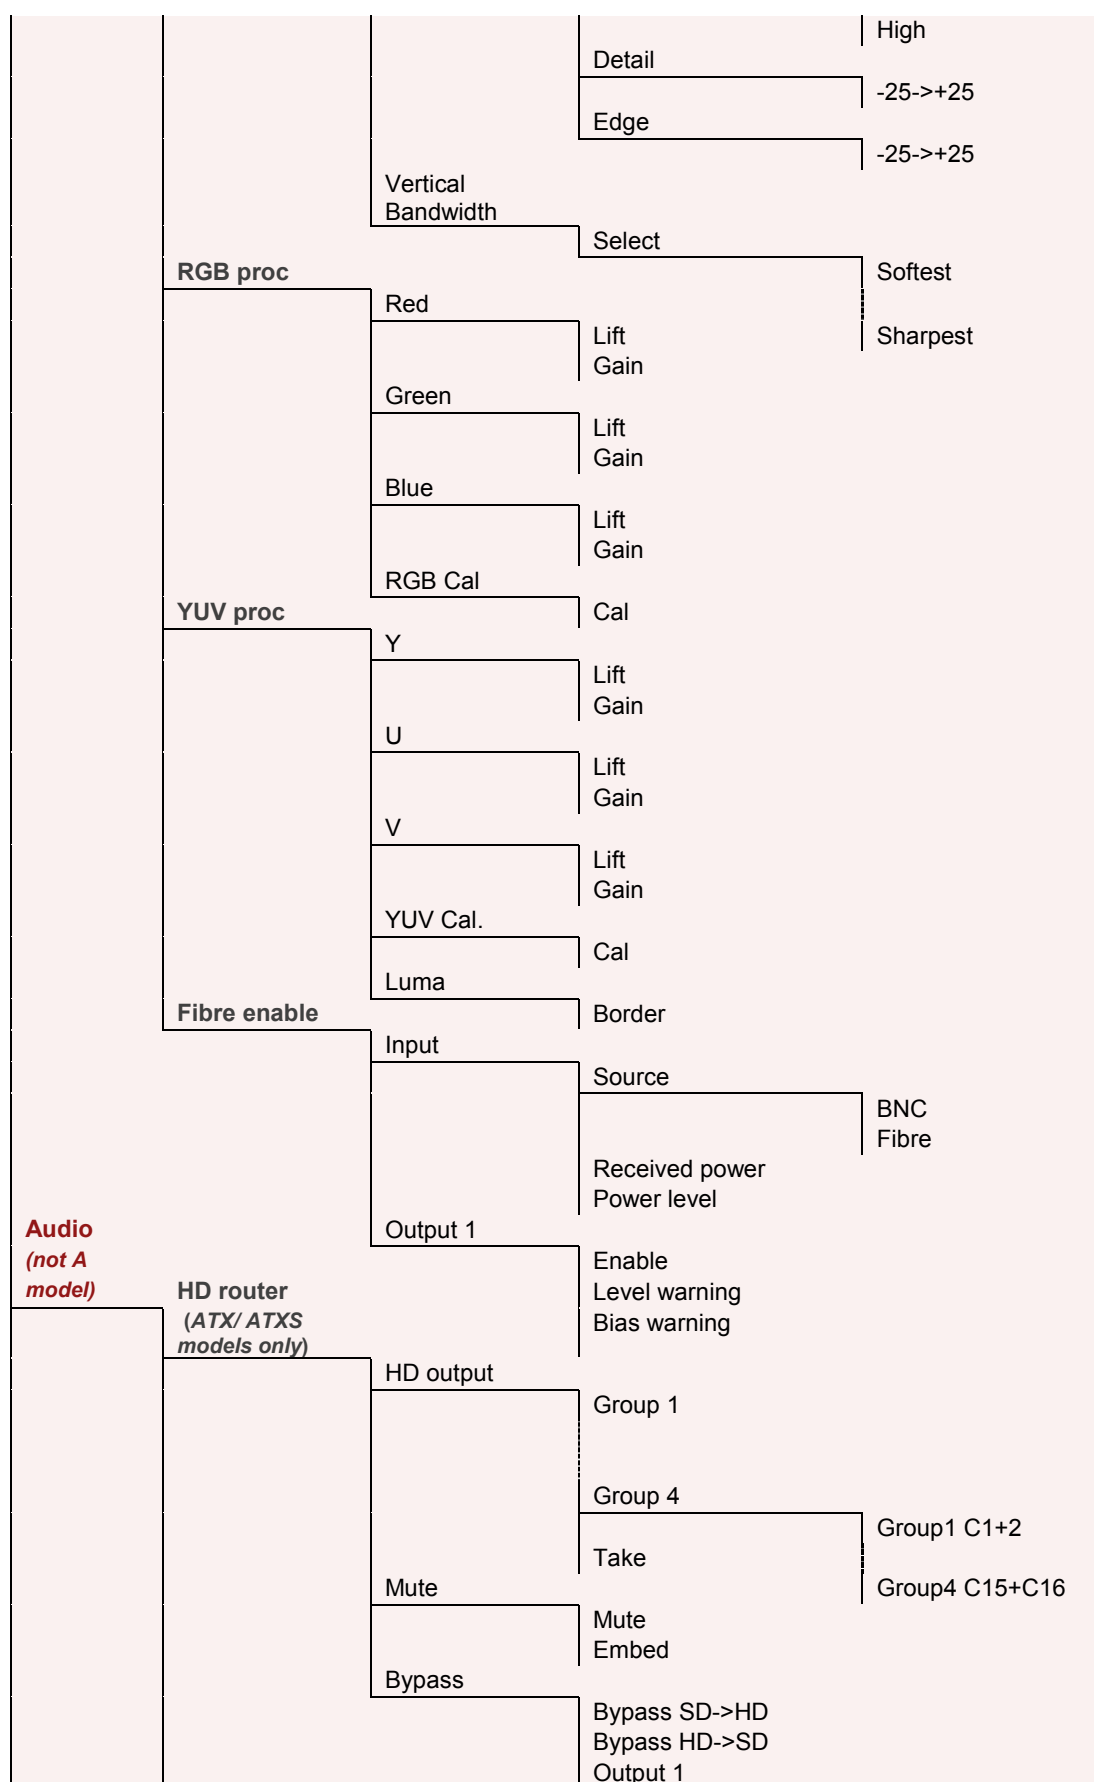 High
Detail
-25->+25
Edge
-25->+25
Vertical
Bandwidth
Select
RGB proc
Softest
Red
Lift
Sharpest
Gain
Green
Lift
Gain
Blue
Lift
Gain
RGB Cal
YUV proc
Cal
Y
Lift
Gain
U
Lift
Gain
V
Lift
Gain
YUV Cal.
Cal
Luma
Fibre enable
Border
Input
Source
BNC
Fibre
Received power
Power level
Audio
Output 1
(not A
Enable
model)
HD router
Level warning
(ATX/ ATXS
Bias warning
models only)
HD output
Group 1
Group 4
Group1 C1+2
Take
Mute
Group4 C15+C16
Mute
Embed
Bypass
Bypass SD->HD
Bypass HD->SD
Output 1